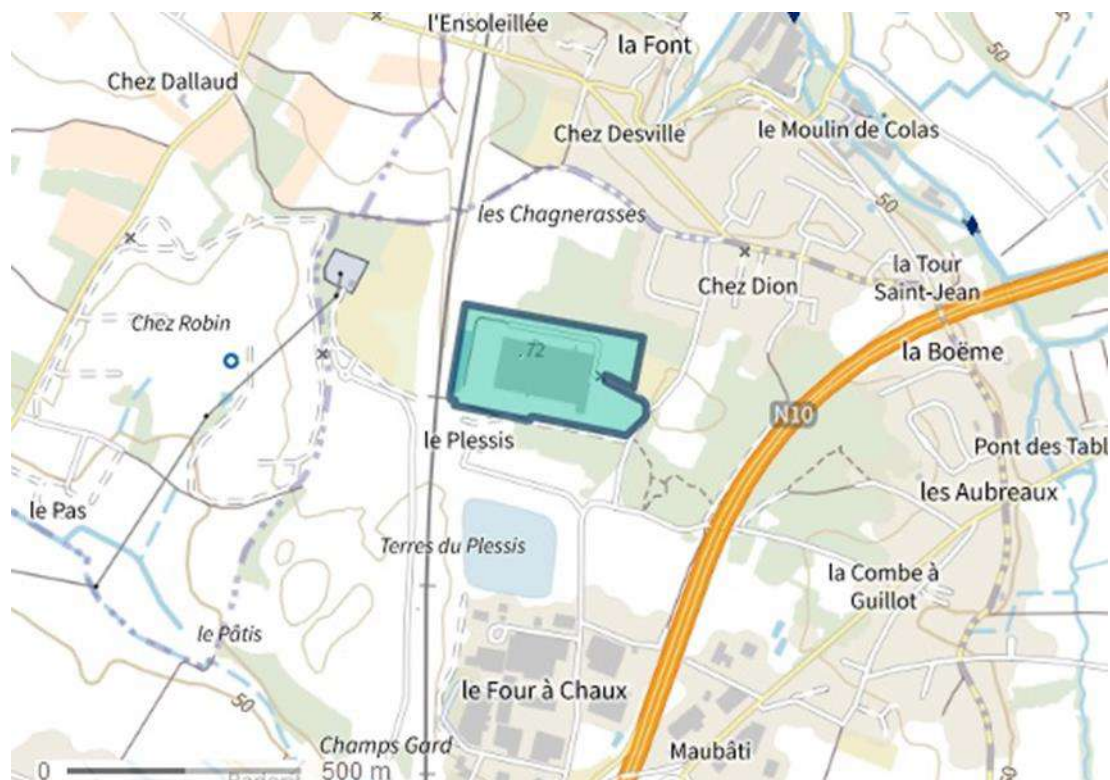 l'Ensoleillée
la Font
50
Chez Dallaud
le Moulin de Colas
Chez Desville
50
les Chagnerasses
la Tour
Saint-Jean
Chez Dion
Chez Robin
la Boëme
.72
N10
le Plessis
Pont des Tabl
les Aubreaux
le Pas
Terres du Plessis
la Combe à
Guillot
le Pâtis
le Four à Chaux
50
Champs Gard
Maubâti
50
0
500 m